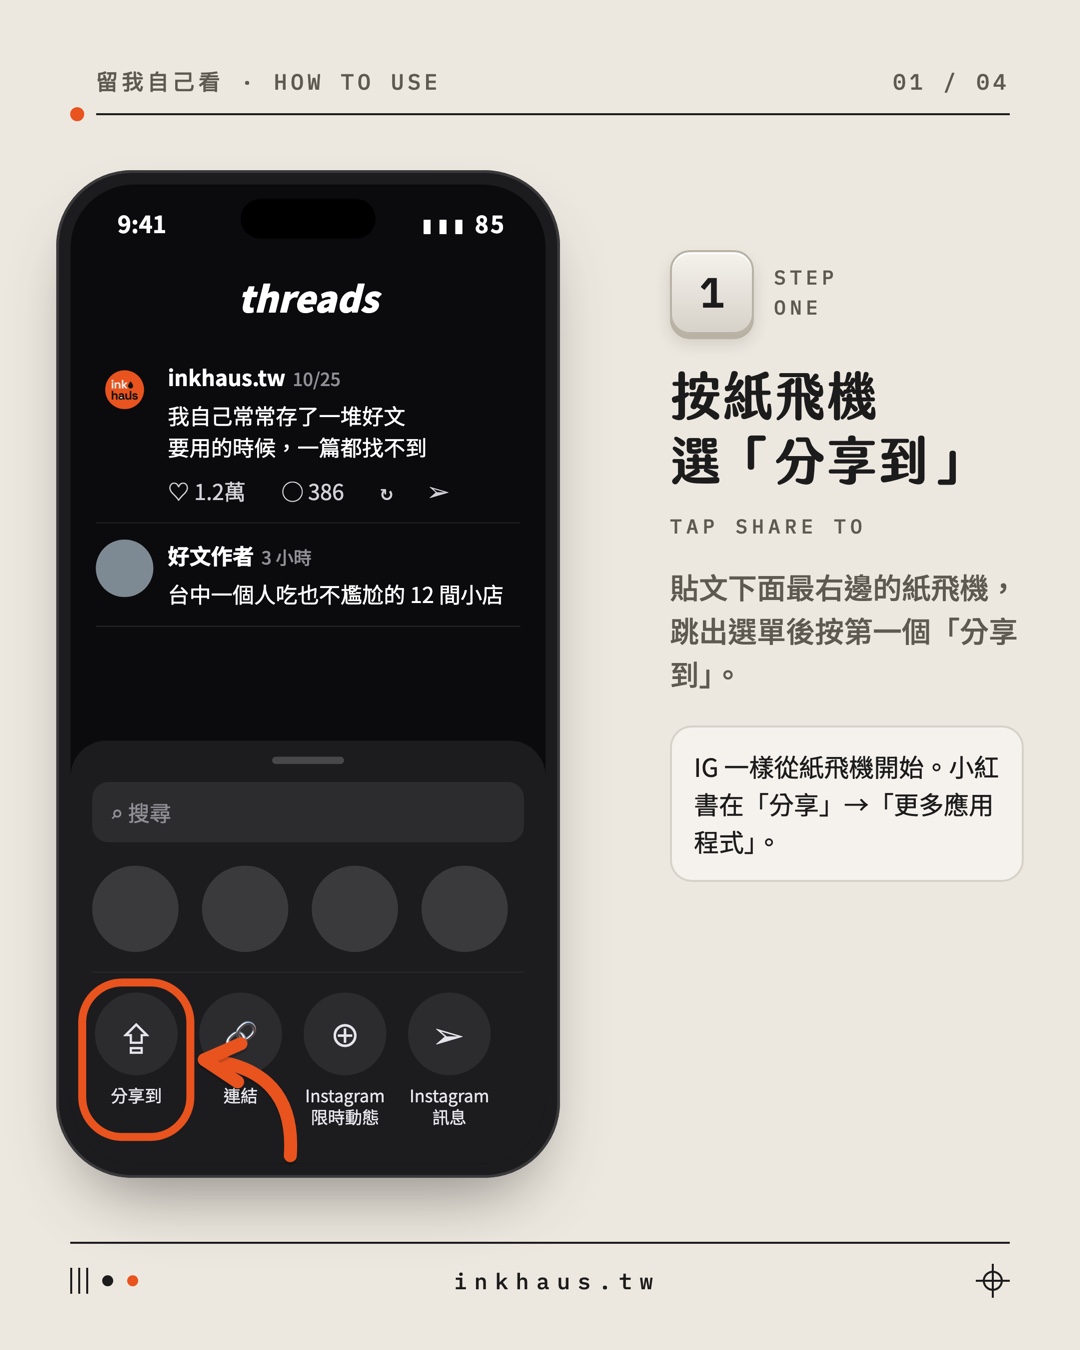 留我自己看 · HOW TO USE
01 / 04
9:41
85
threads
ink haus
inkhaus.tw 10/25
我自己常常存了一堆好文
要用的時候，一篇都找不到
1.2萬 386
好文作者 3 小時
台中一個人吃也不尷尬的 12 間小店
搜尋
分享到
連結
Instagram
限時動態
Instagram
訊息
1
STEP
ONE
按紙飛機
選「分享到」
TAP SHARE TO
貼文下面最右邊的紙飛機，
跳出選單後按第一個「分享
到」。
IG 一樣從紙飛機開始。小紅
書在「分享」→「更多應用
程式」。
inkhaus.tw